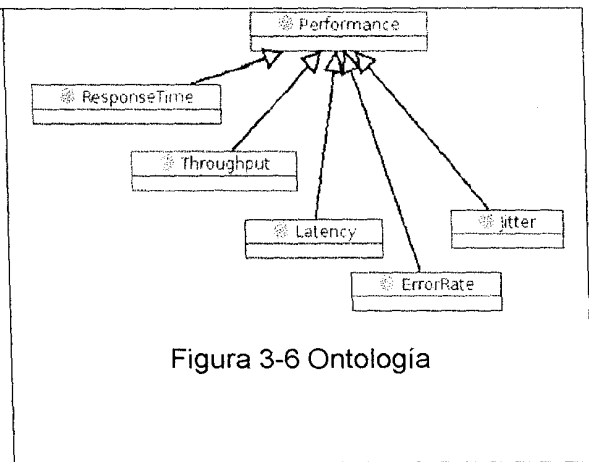 Performance
ResponseTime
Throughput
Latency
Jitter
ErrorRate
Figura 3-6 Ontología